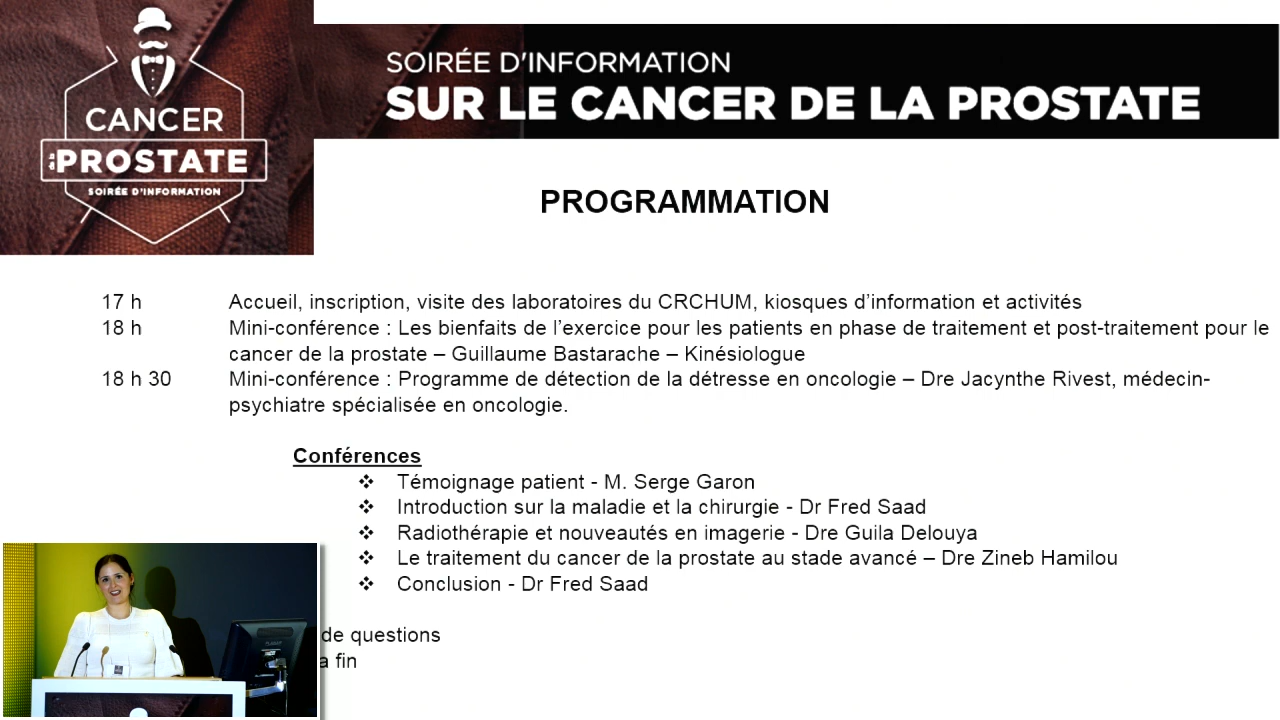 CANCER
de la PROSTATE
SOIRÉE D'INFORMATION
SOIRÉE D'INFORMATION
SUR LE CANCER DE LA PROSTATE
PROGRAMMATION
17 h Accueil, inscription, visite des laboratoires du CRCHUM, kiosques d’information et activités
18 h Mini-conférence : Les bienfaits de l’exercice pour les patients en phase de traitement et post-traitement pour le
cancer de la prostate – Guillaume Bastarache – Kinésiologue
18 h 30 Mini-conférence : Programme de détection de la détresse en oncologie – Dre Jacynthe Rivest, médecin-
psychiatre spécialisée en oncologie.
Conférences
❖ Témoignage patient - M. Serge Garon
❖ Introduction sur la maladie et la chirurgie - Dr Fred Saad
❖ Radiothérapie et nouveautés en imagerie - Dre Guila Delouya
❖ Le traitement du cancer de la prostate au stade avancé – Dre Zineb Hamilou
❖ Conclusion - Dr Fred Saad
de questions
a fin